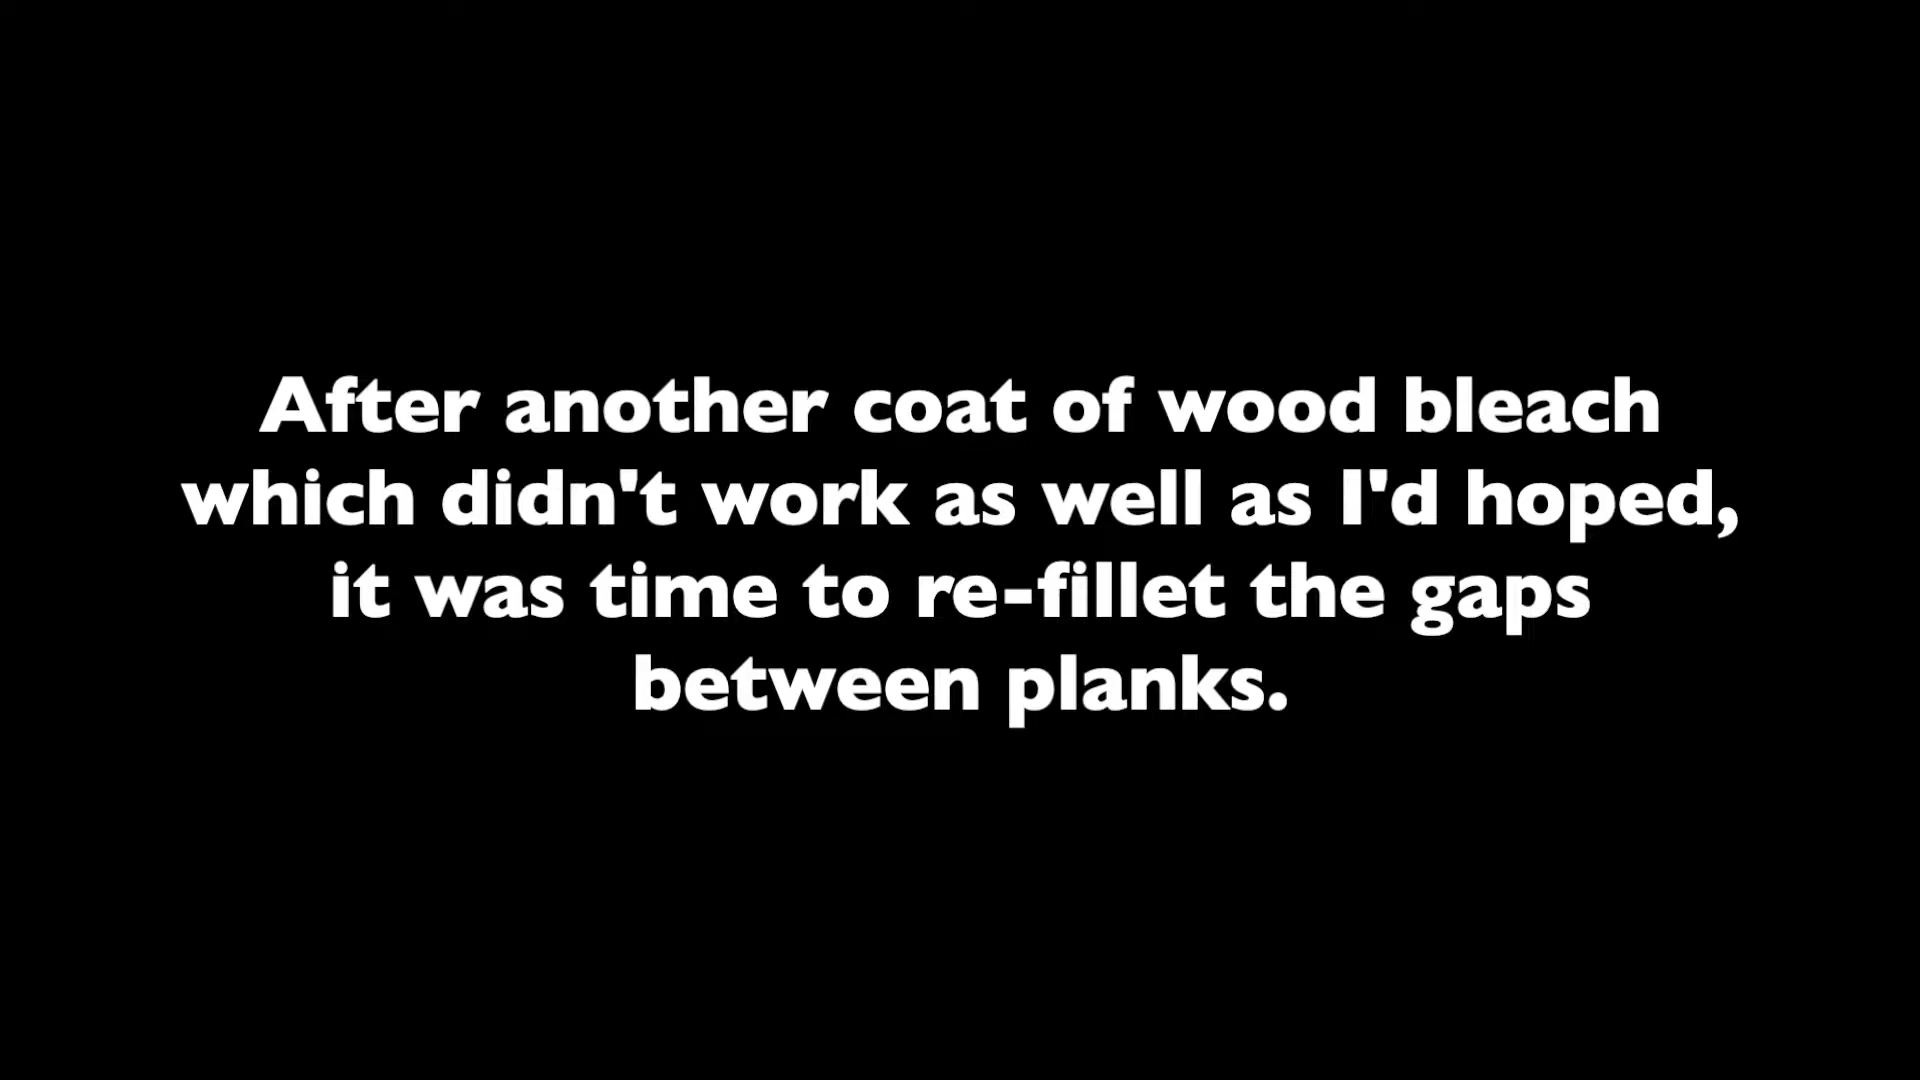 After another coat of wood bleach
which didn't work as well as I'd hoped,
it was time to re-fillet the gaps
between planks.